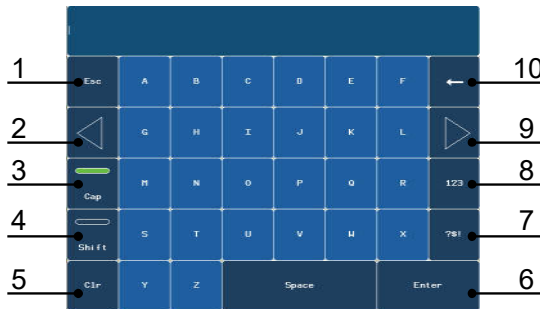 1 Esc A B C D E F ← 10
2 G H I J K L 9
3 Cap M N O P Q R 123 8
4 Shift S T U V W X ?$! 7
5 Clr Y Z Space Enter 6